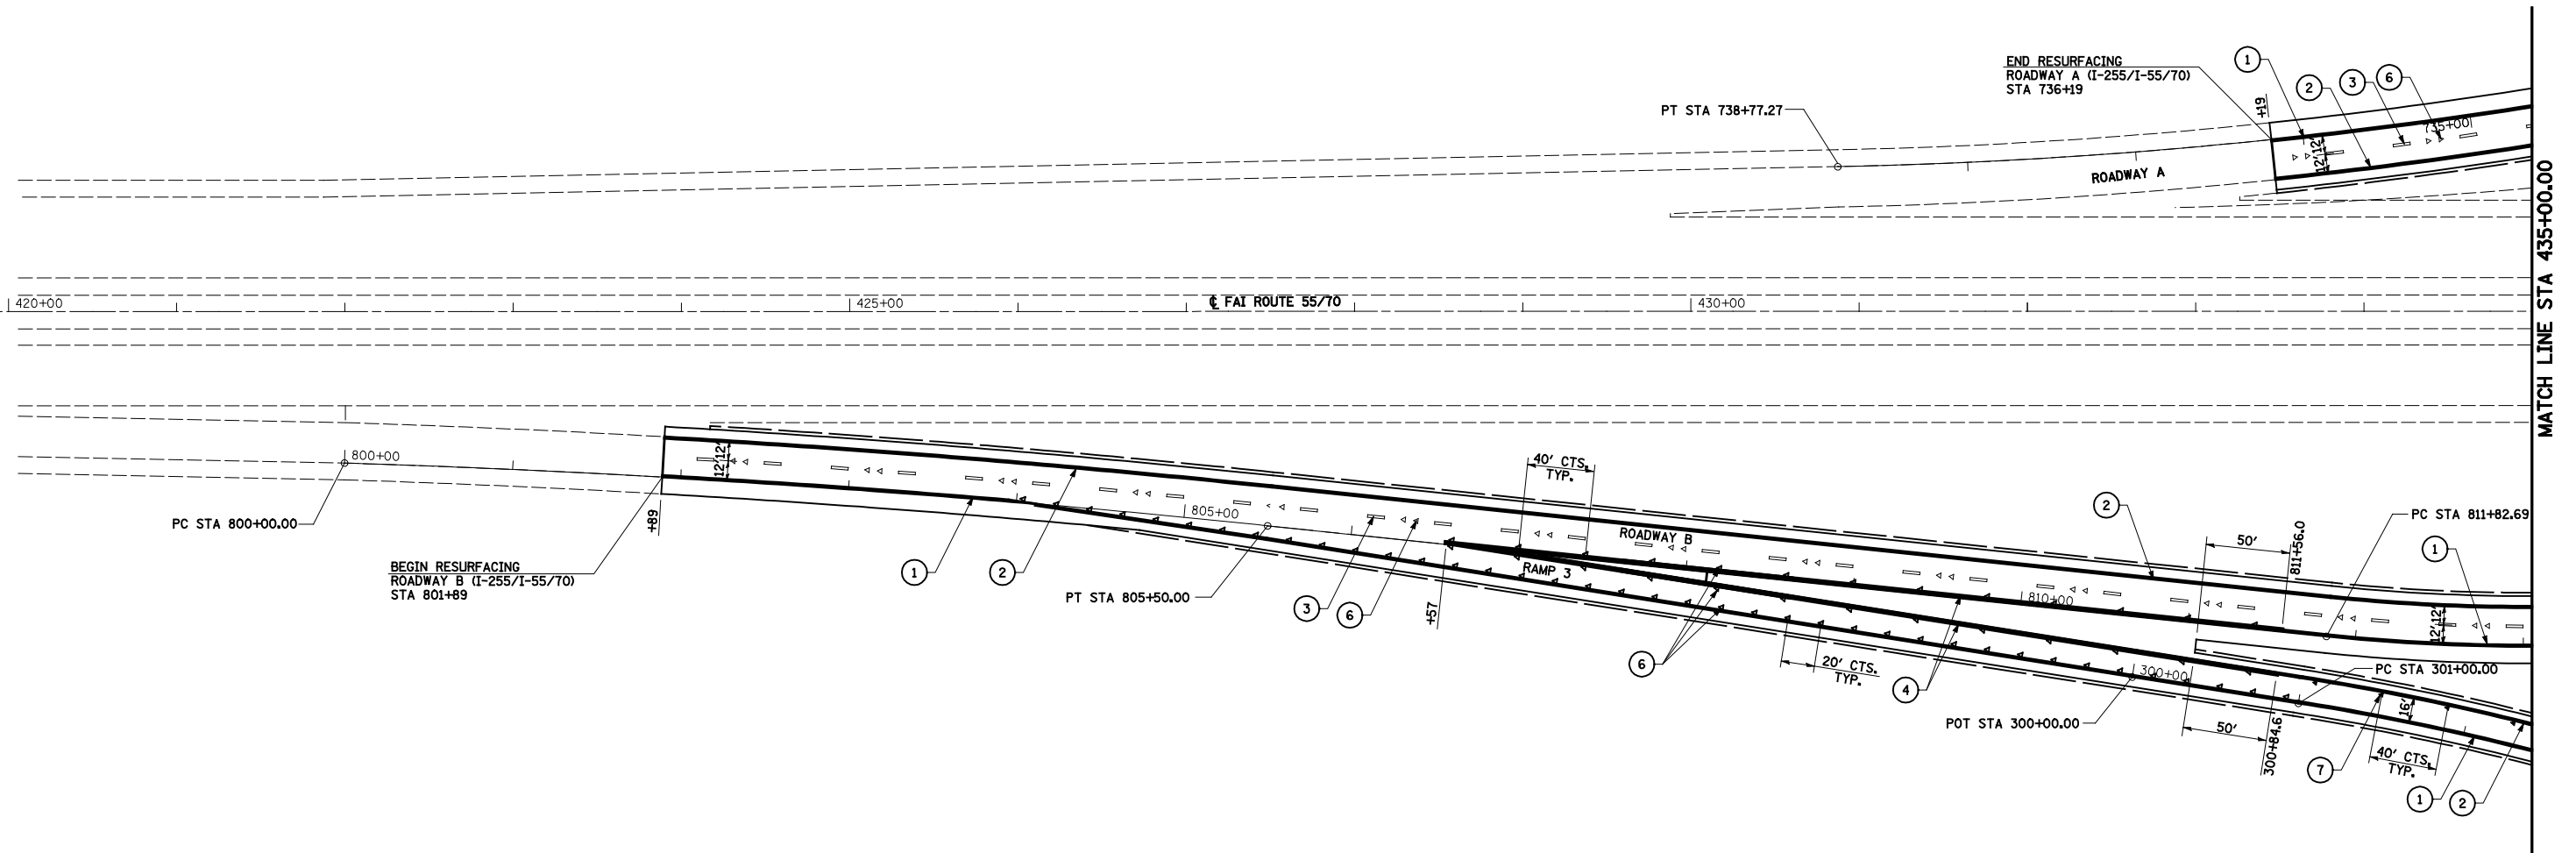 END RESURFACING
ROADWAY A (I-255/I-55/70)
STA 736+19
1
2
3
6
+19
PT STA 738+77.27
735+00
12' 12'
ROADWAY A
MATCH LINE STA 435+00.00
420+00
425+00
℄ FAI ROUTE 55/70
430+00
800+00
PC STA 800+00.00
12' 12'
+89
BEGIN RESURFACING
ROADWAY B (I-255/I-55/70)
STA 801+89
1
2
805+00
PT STA 805+50.00
3
6
40' CTS.
TYP.
ROADWAY B
RAMP 3
+57
6
20' CTS.
TYP.
4
810+00
2
50'
811+56.0
PC STA 811+82.69
1
12' 12'
300+00
PC STA 301+00.00
POT STA 300+00.00
50'
300+84.6
16'
7
40' CTS.
TYP.
1
2